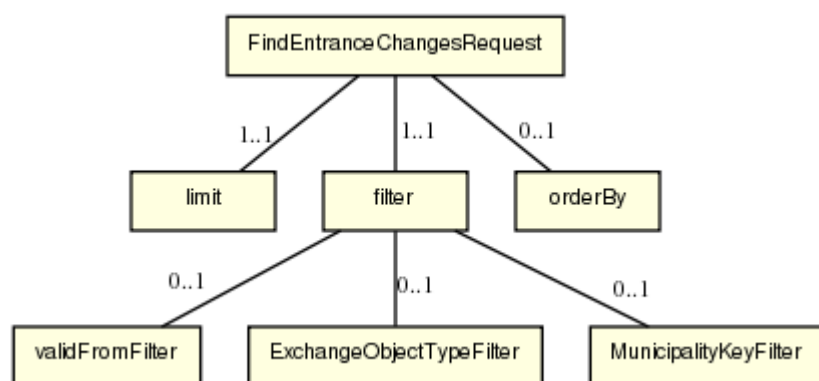 FindEntranceChangesRequest
1..1
1..1
0..1
limit
filter
orderBy
0..1
0..1
0..1
validFromFilter
ExchangeObjectTypeFilter
MunicipalityKeyFilter